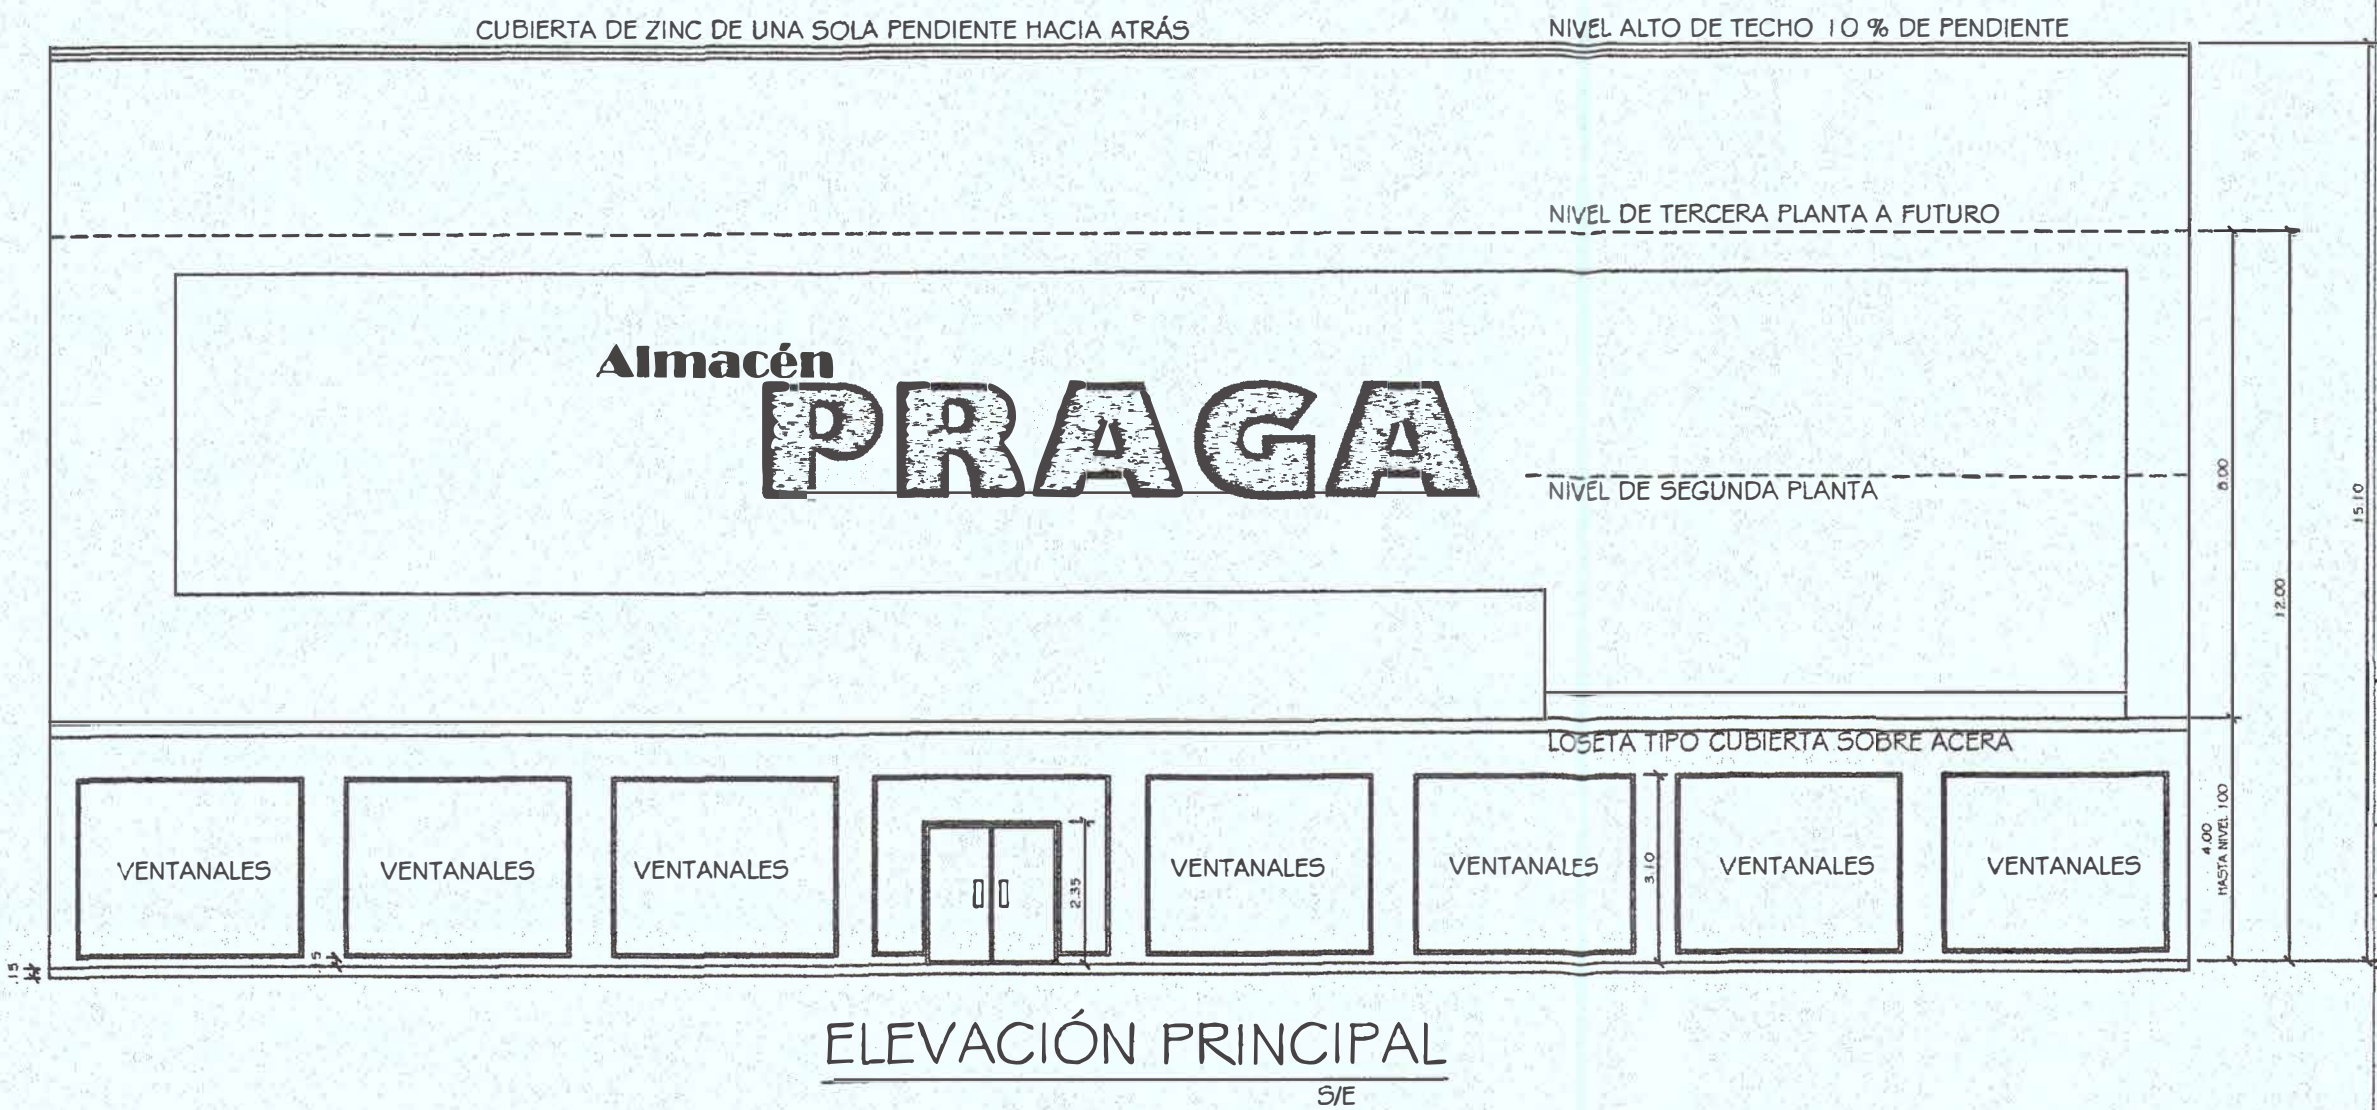 CUBIERTA DE ZINC DE UNA SOLA PENDIENTE HACIA ATRÁS
NIVEL ALTO DE TECHO 10 % DE PENDIENTE
NIVEL DE TERCERA PLANTA A FUTURO
Almacén
PRAGA
NIVEL DE SEGUNDA PLANTA
8.00
15.10
12.00
LOSETA TIPO CUBIERTA SOBRE ACERA
4.00
HASTA NIVEL 100
VENTANALES
VENTANALES
VENTANALES
2.35
VENTANALES
VENTANALES
3.10
VENTANALES
VENTANALES
.15
ELEVACIÓN PRINCIPAL
S/E